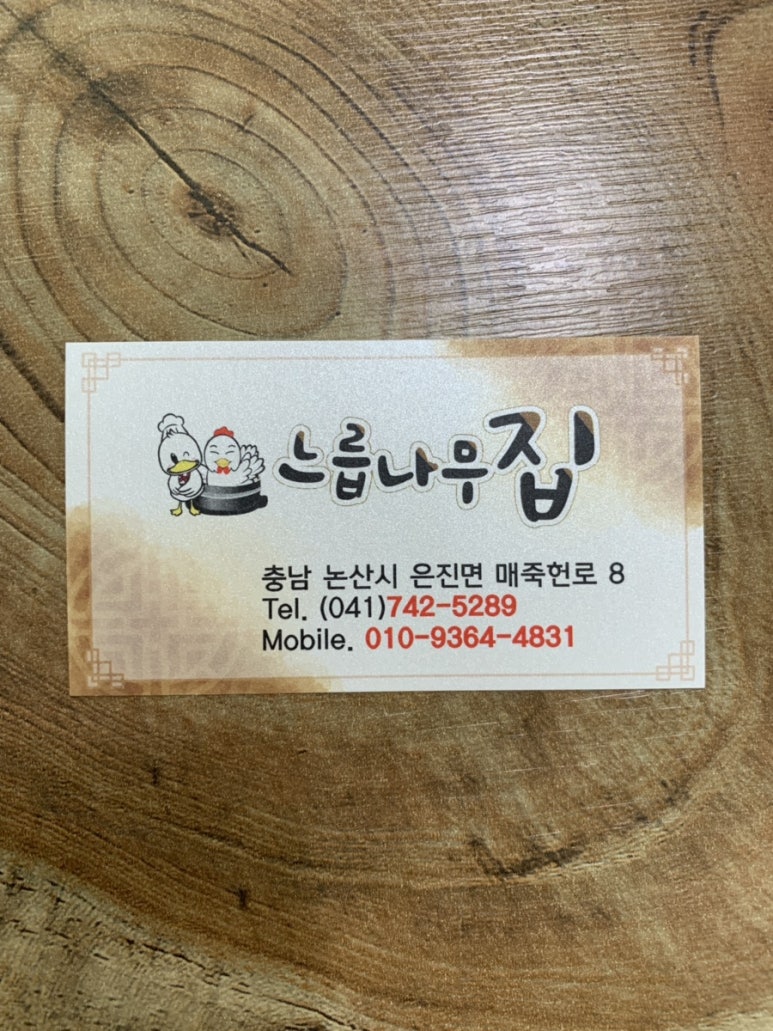 느릅나무집
충남 논산시 은진면 매죽헌로 8
Tel. (041)742-5289
Mobile. 010-9364-4831